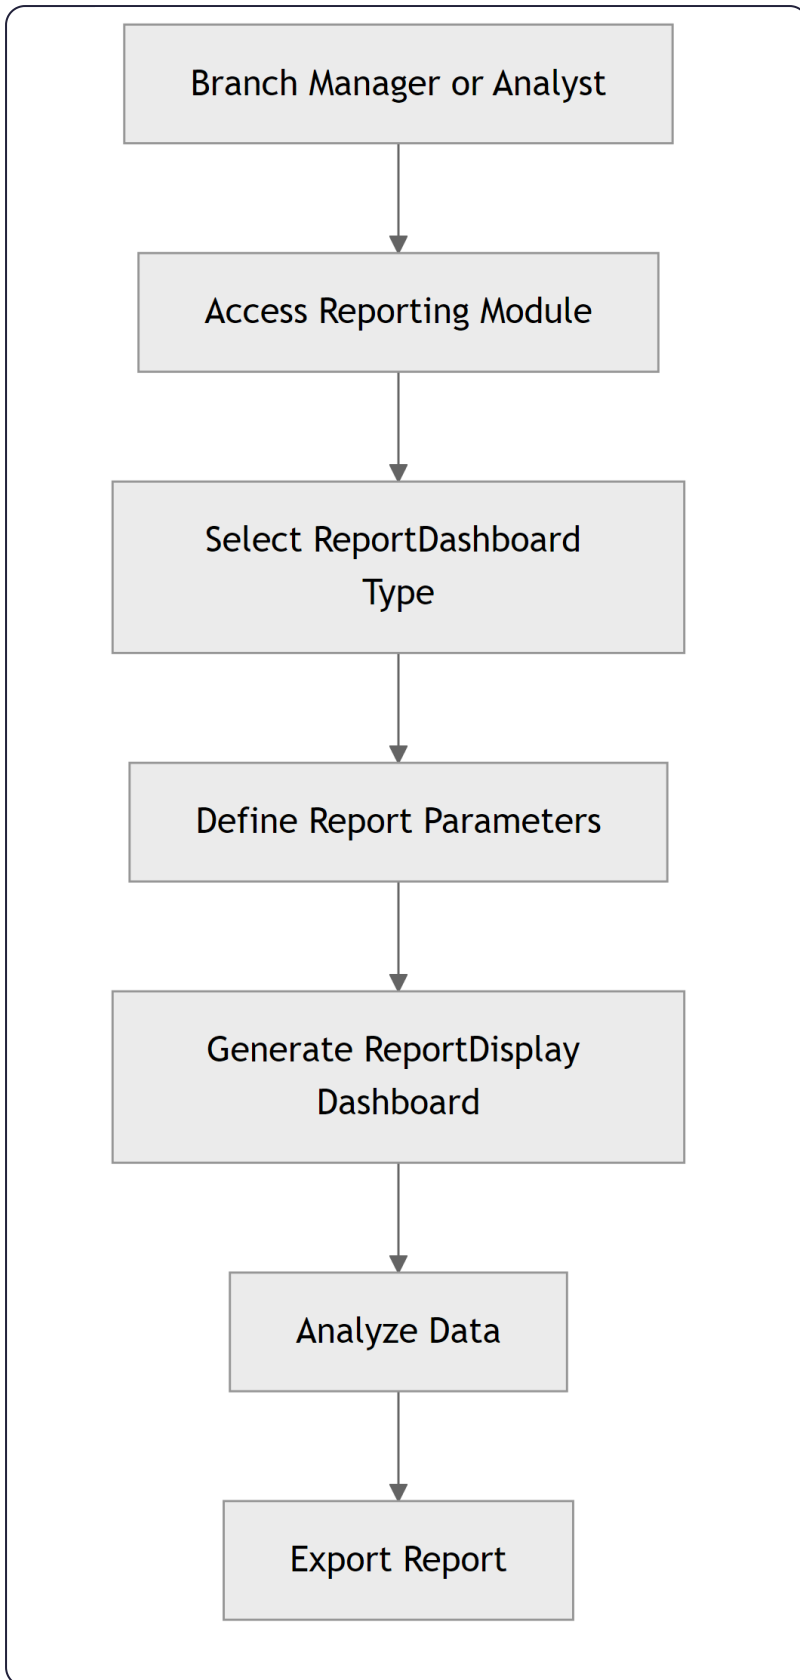 Branch Manager or Analyst
Access Reporting Module
Select ReportDashboard
Type
Define Report Parameters
Generate ReportDisplay
Dashboard
Analyze Data
Export Report